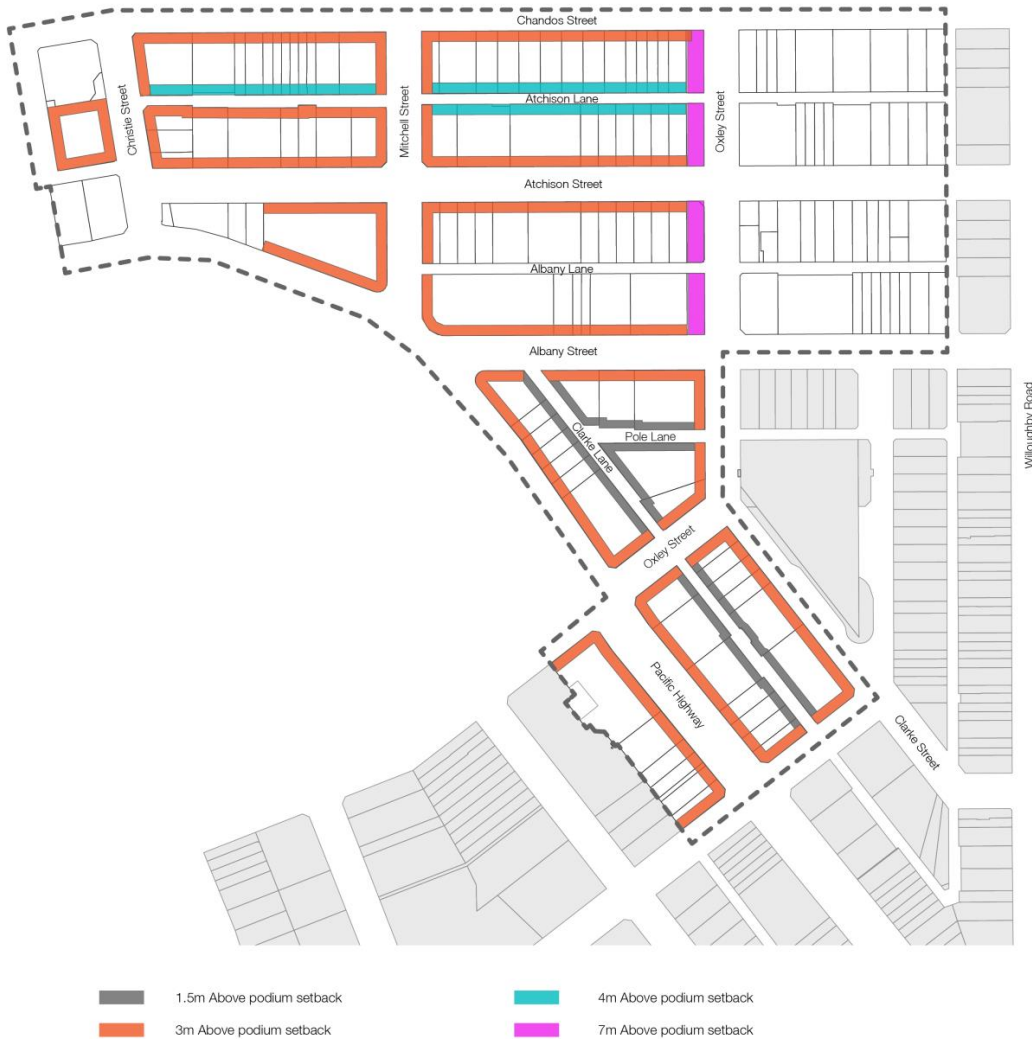 Chandos Street
Christie Street
Mitchell Street
Atchison Lane
Oxley Street
Atchison Street
Albany Lane
Albany Street
Willoughby Road
Clarke Lane
Pole Lane
Oxley Street
Pacific Highway
Clarke Street
1.5m Above podium setback
4m Above podium setback
3m Above podium setback
7m Above podium setback